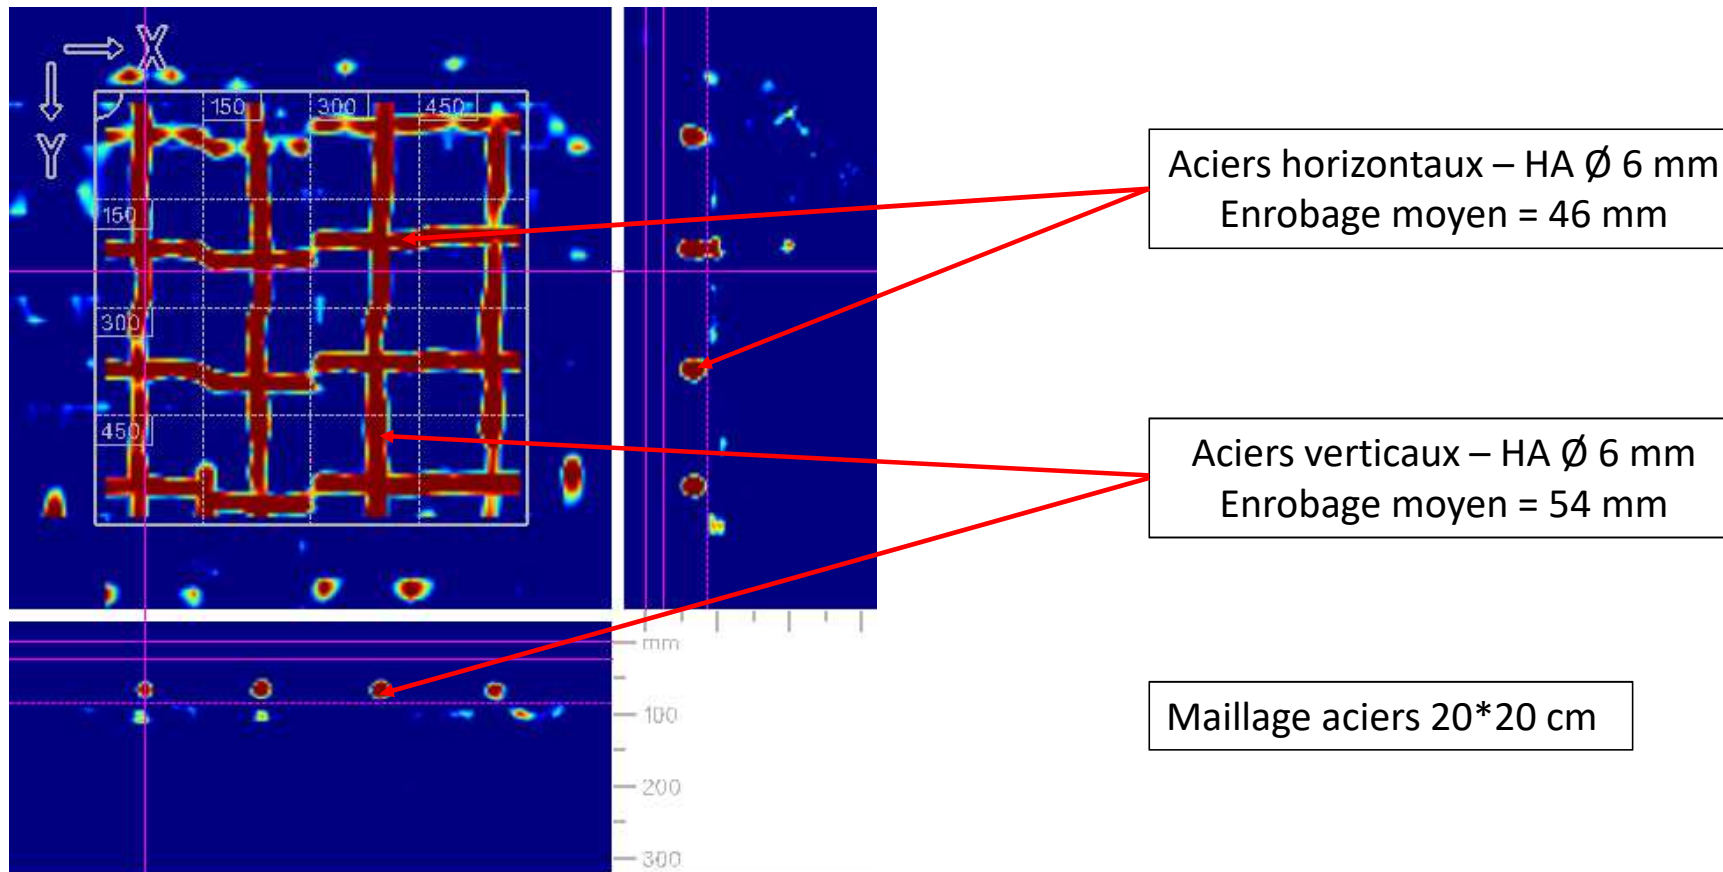 X
Y
150
300
450
150
300
450
mm
100
200
300
Aciers horizontaux – HA Ø 6 mm
Enrobage moyen = 46 mm
Aciers verticaux – HA Ø 6 mm
Enrobage moyen = 54 mm
Maillage aciers 20*20 cm